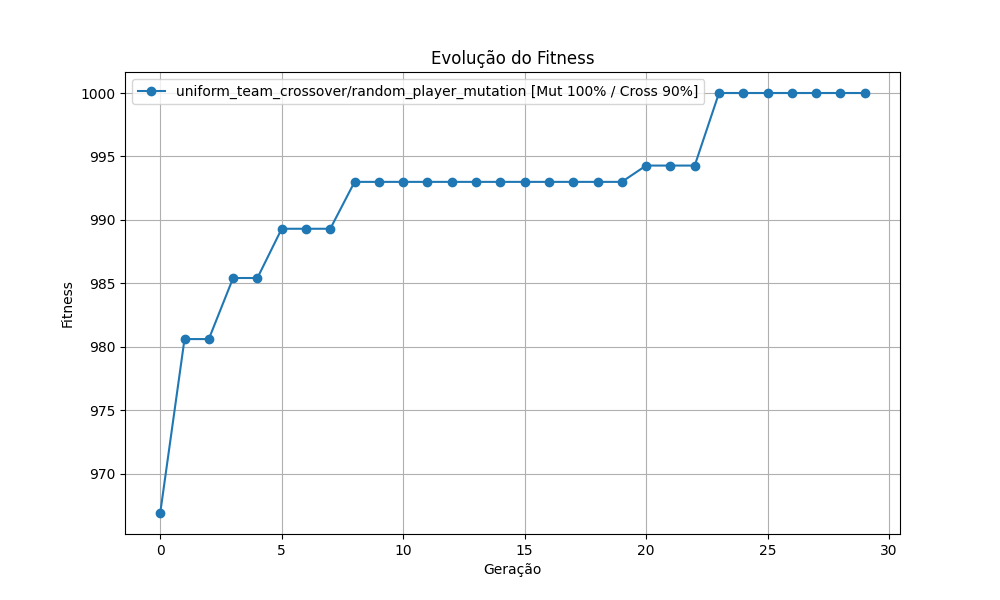 Evolução do Fitness
uniform_team_crossover/random_player_mutation [Mut 100% / Cross 90%]
1000
995
990
985
980
975
970
Fitness
0 5 10 15 20 25 30
Geração